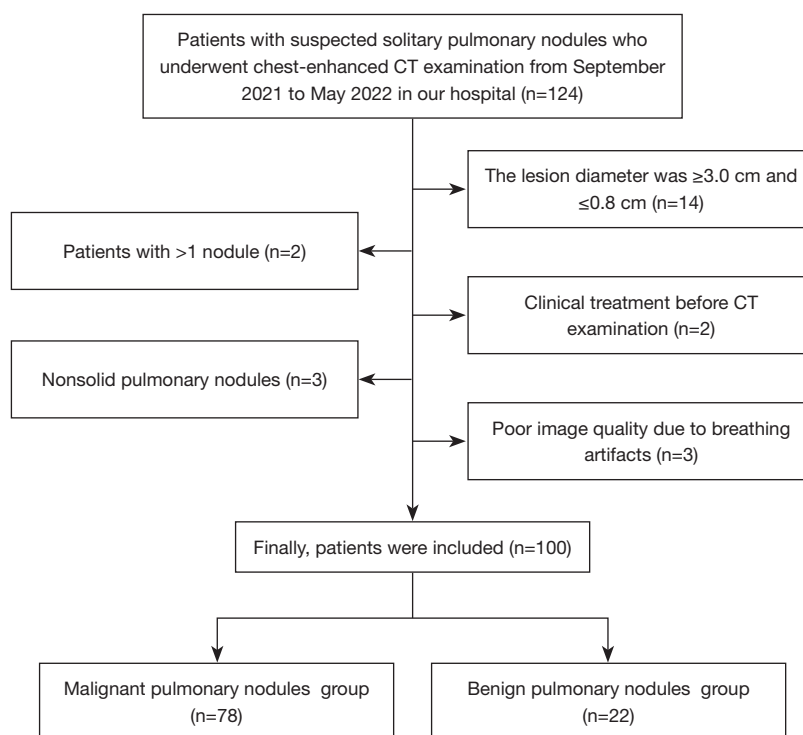 Patients with suspected solitary pulmonary nodules who
underwent chest-enhanced CT examination from September
2021 to May 2022 in our hospital (n=124)
The lesion diameter was ≥3.0 cm and
≤0.8 cm (n=14)
Patients with >1 nodule (n=2)
Clinical treatment before CT
examination (n=2)
Nonsolid pulmonary nodules (n=3)
Poor image quality due to breathing
artifacts (n=3)
Finally, patients were included (n=100)
Malignant pulmonary nodules group
(n=78)
Benign pulmonary nodules group
(n=22)